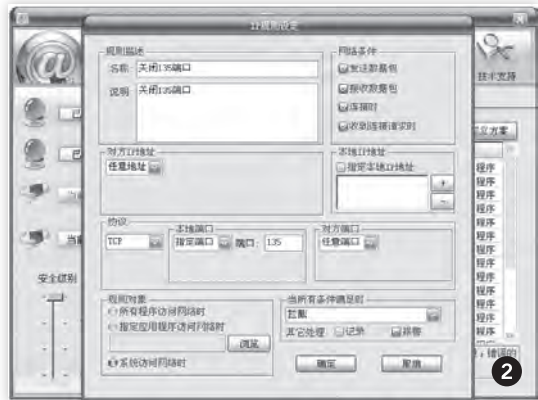 IP规则设定
规则描述
名称: 关闭135端口
说明: 关闭135端口
网络条件
发送数据包
接收数据包
连接时
收到连接请求时
技术支持
对方IP地址
任意地址
本地IP地址
指定本地IP地址
+
-
协议
TCP
本地端口
指定端口 端口: 135
对方端口
任意端口
规则对象
所有程序访问网络时
指定应用程序访问网络时
浏览
系统访问网络时
当所有条件满足时
拦截
其它处理: 记录 报警
确定 取消
安全级别
程序
程序
程序
程序
程序
程序
程序
程序
程序
程序
程序
程序
程序
2